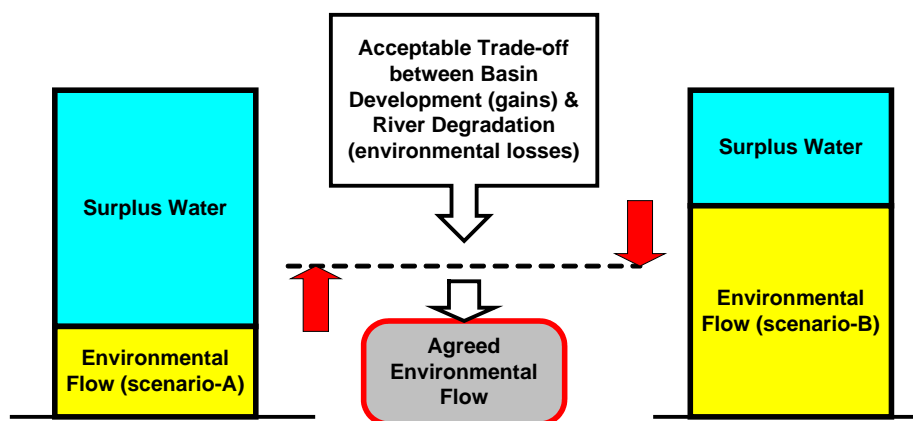 Acceptable Trade-off
between Basin
Development (gains) &
River Degradation
(environmental losses)
Surplus Water
Environmental
Flow (scenario-A)
Surplus Water
Environmental
Flow (scenario-B)
Agreed
Environmental
Flow